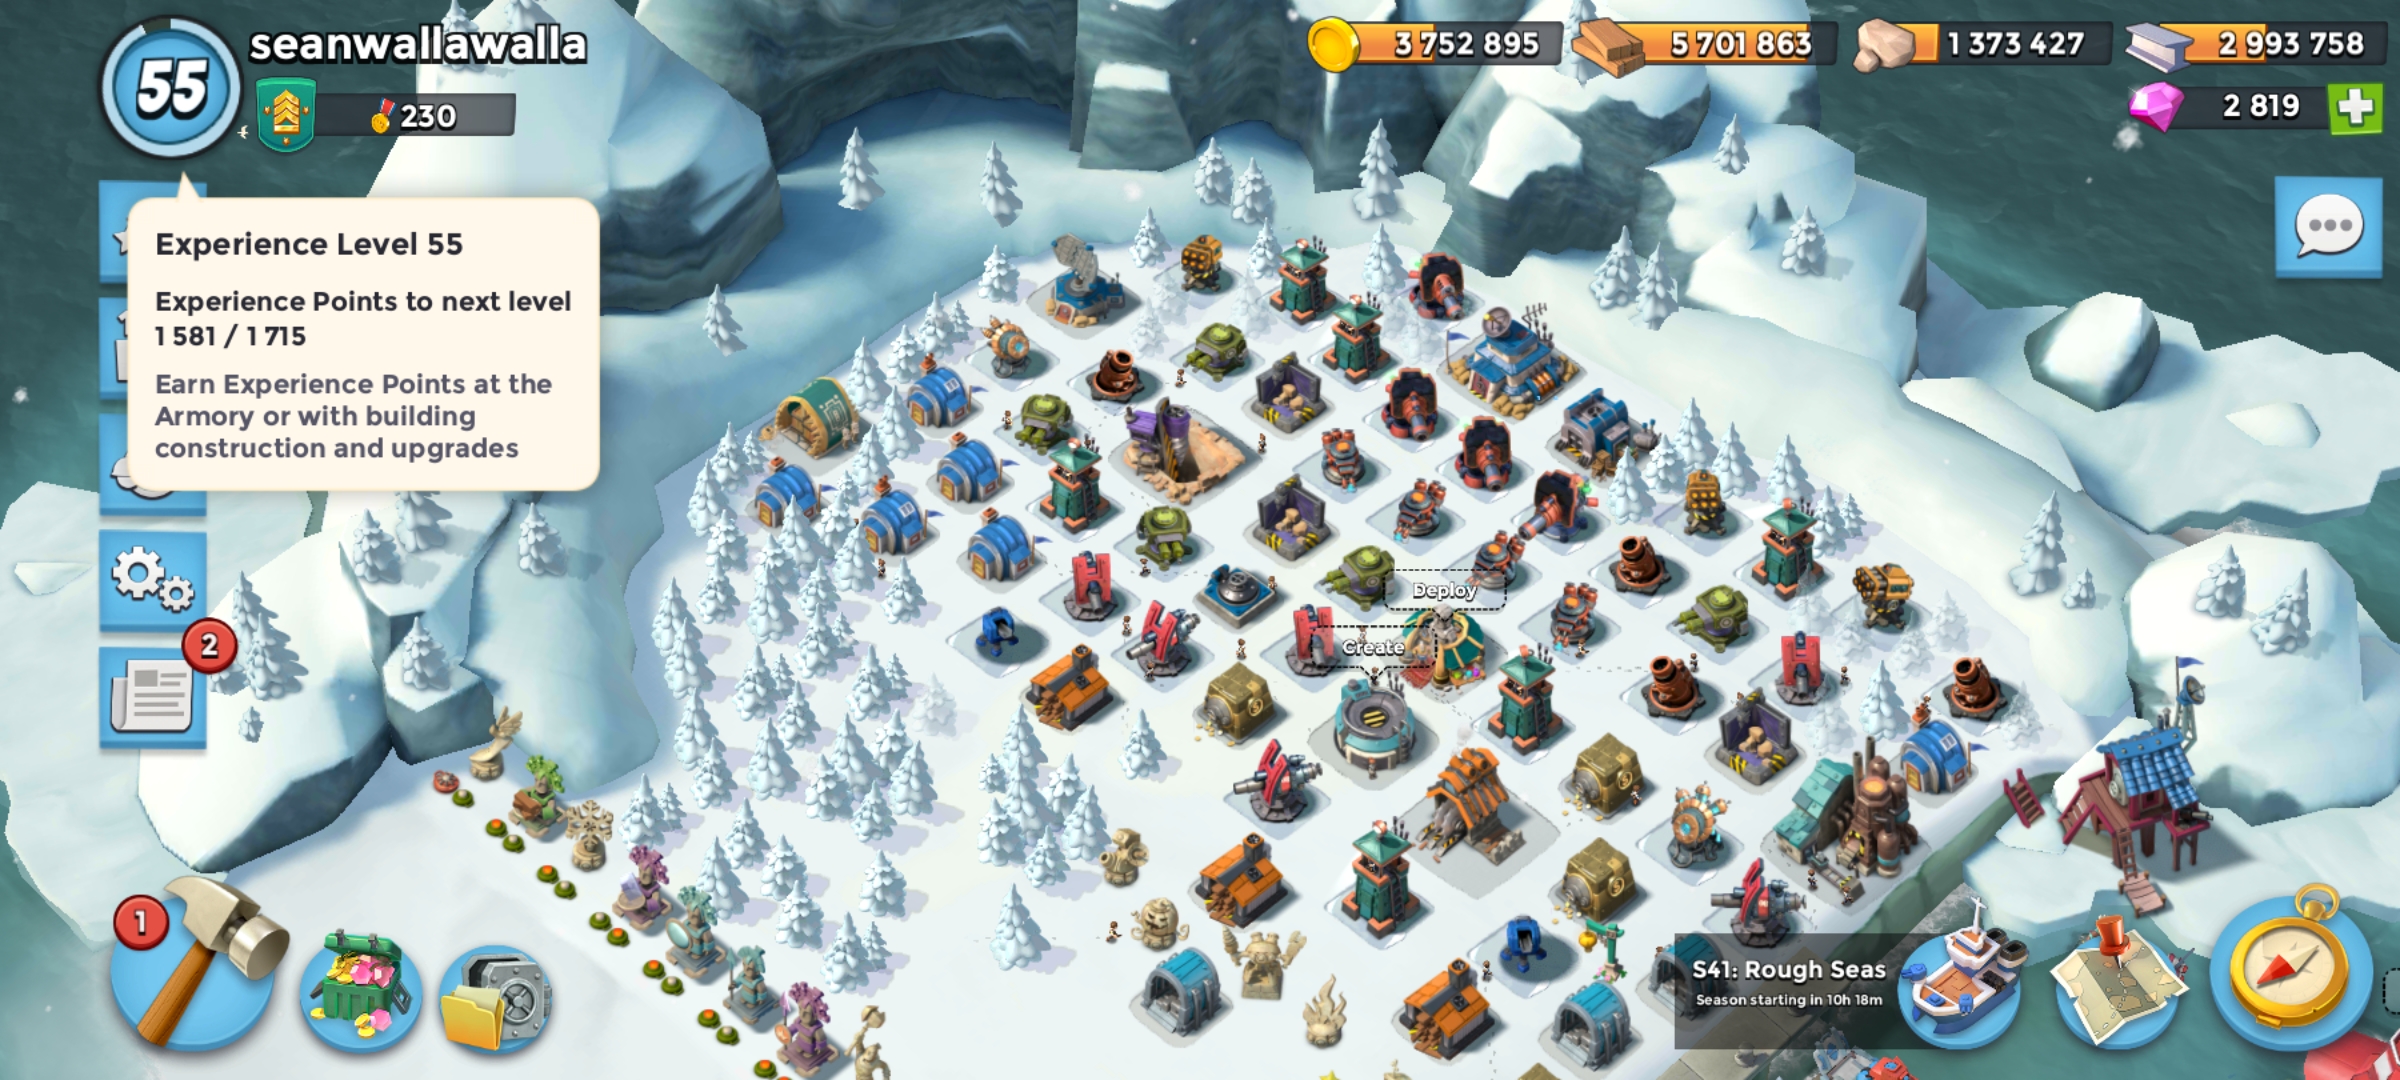 55
seanwallawalla
230
3 752 895
5 701 863
1 373 427
2 993 758
2 819
Experience Level 55
Experience Points to next level
1 581 / 1 715
Earn Experience Points at the
Armory or with building
construction and upgrades
2
Deploy
Create
1
S41: Rough Seas
Season starting in 10h 18m